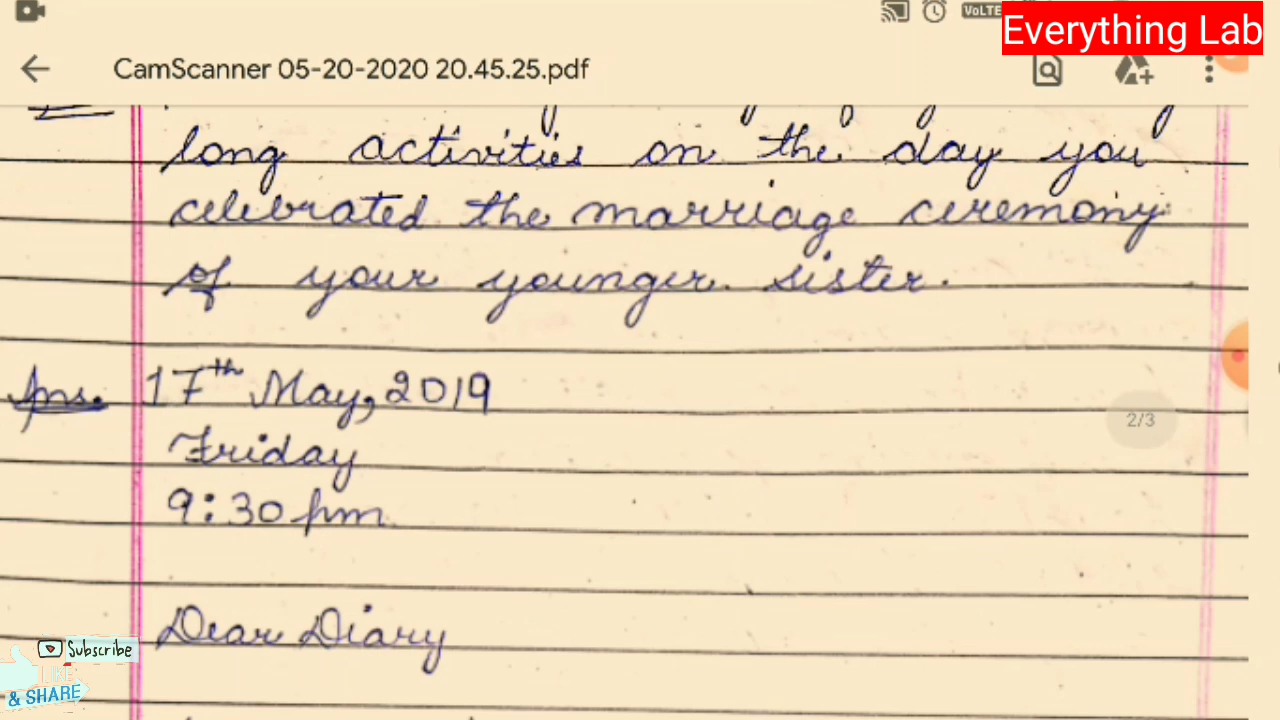 VoLTE
Everything Lab
CamScanner 05-20-2020 20.45.25.pdf
long activities on the day you
celebrated the marriage ceremony
of your younger sister.
Ans. 17th May, 2019
2/3
Friday
9:30 pm
Dear Diary
Subscribe
LIKE
& SHARE